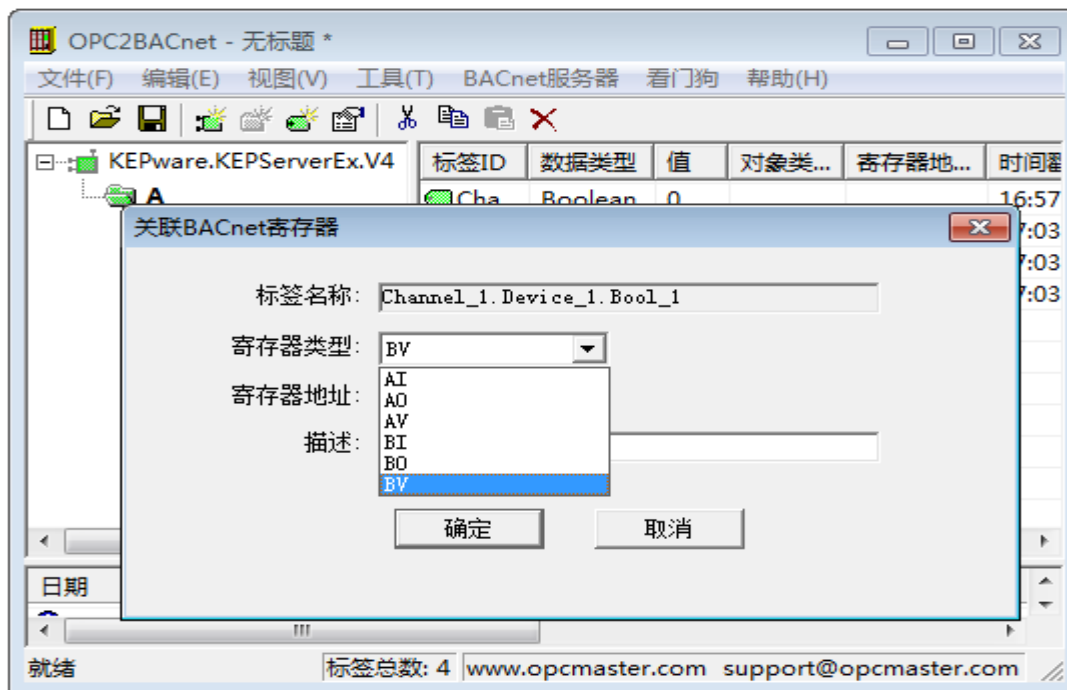 OPC2BACnet - 无标题 *
文件(F) 编辑(E) 视图(V) 工具(T) BACnet服务器 看门狗 帮助(H)
KEPware.KEPServerEx.V4
标签ID 数据类型 值 对象类... 寄存器地... 时间
A
Cha Boolean 0 16:57
关联BACnet寄存器
7:03
7:03
7:03
标签名称: Channel_1.Device_1.Bool_1
寄存器类型: BV
AI
寄存器地址:
AO
AV
描述: BI
BO
BV
确定 取消
日期
就绪 标签总数: 4 www.opcmaster.com support@opcmaster.com